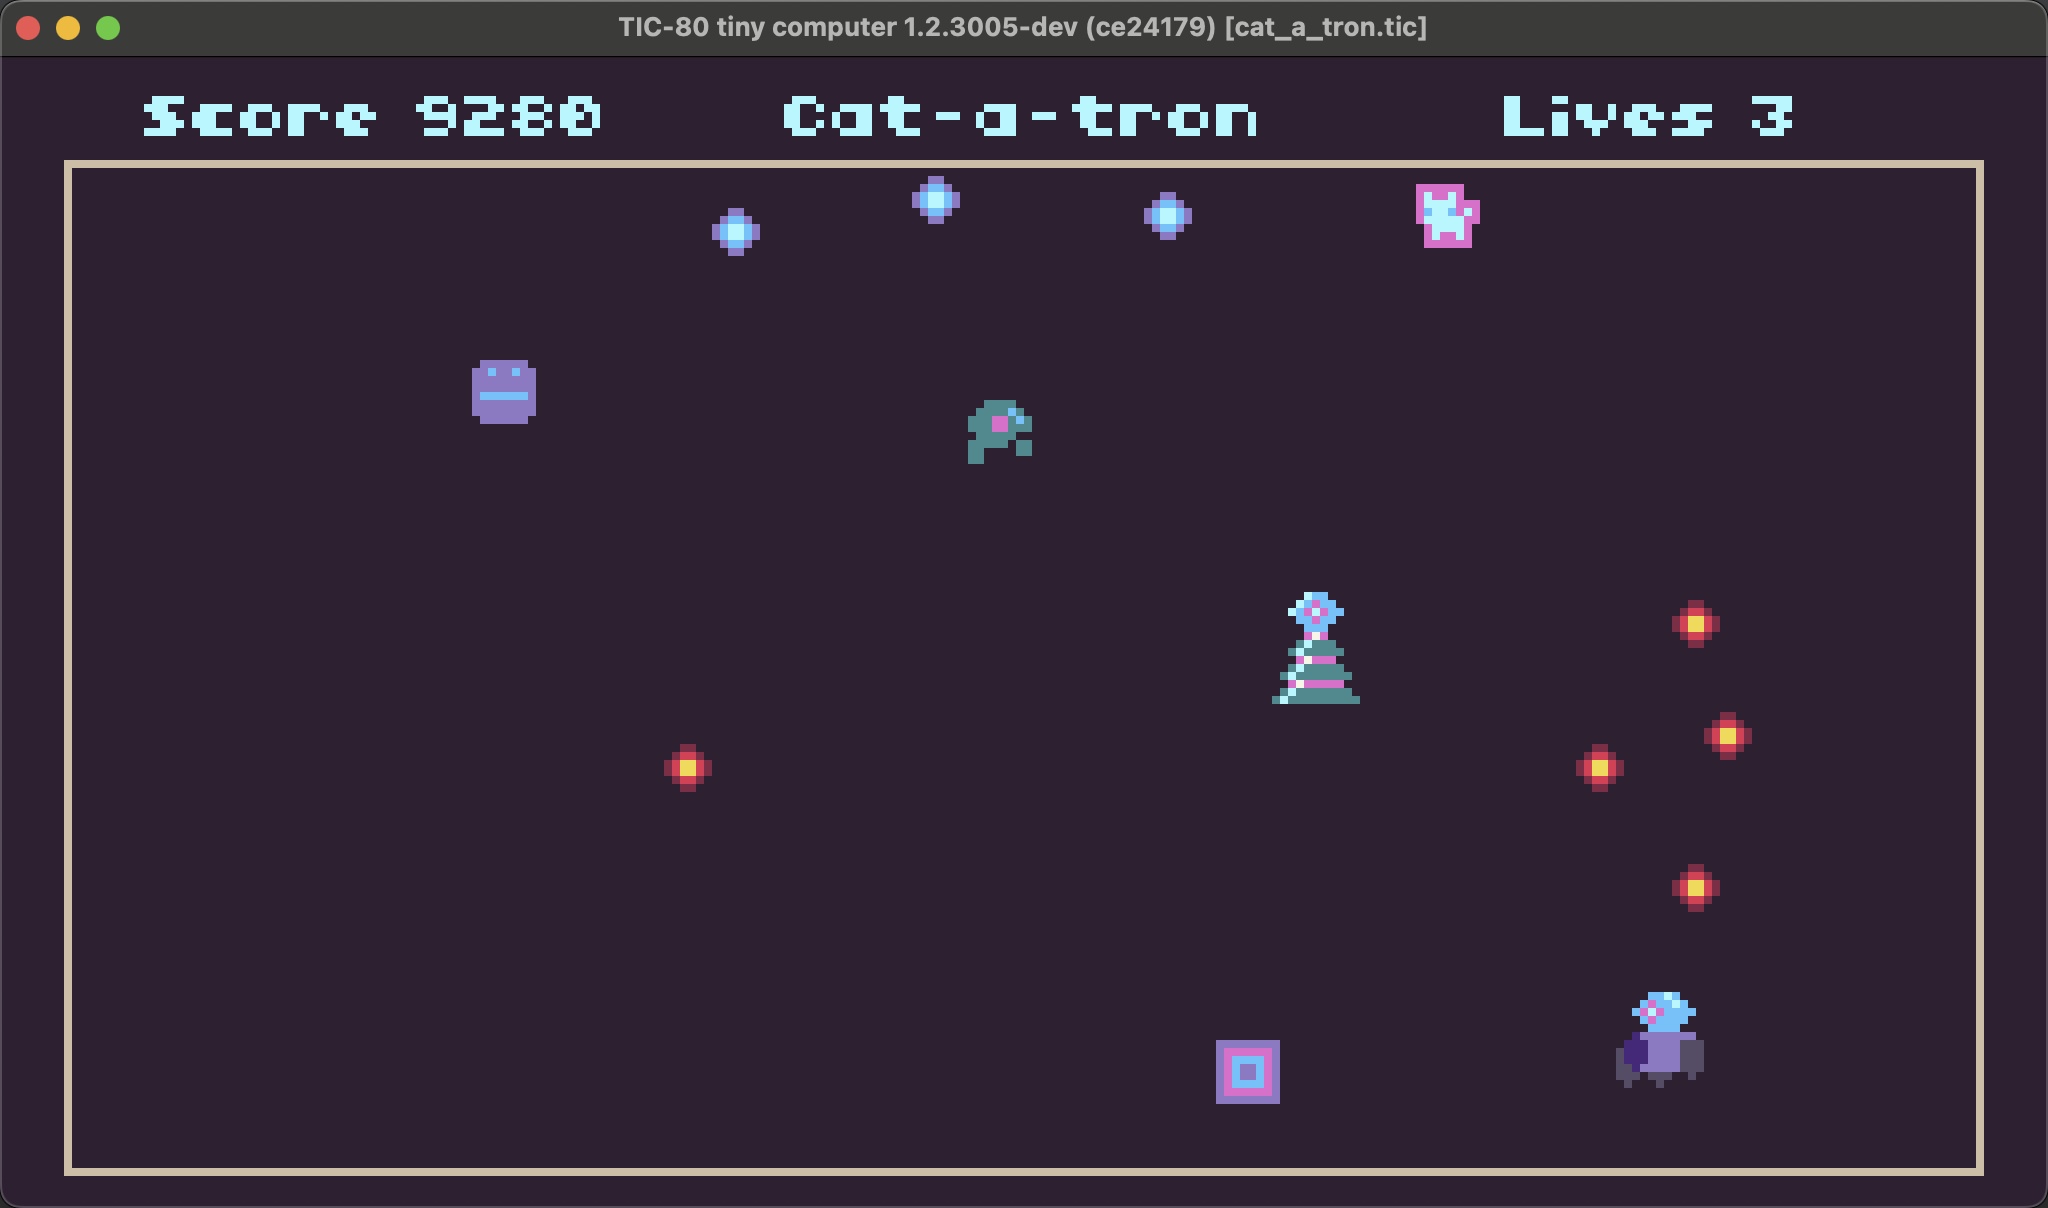 TIC-80 tiny computer 1.2.3005-dev (ce24179) [cat_a_tron.tic]
Score 9280 Cat-a-tron Lives 3